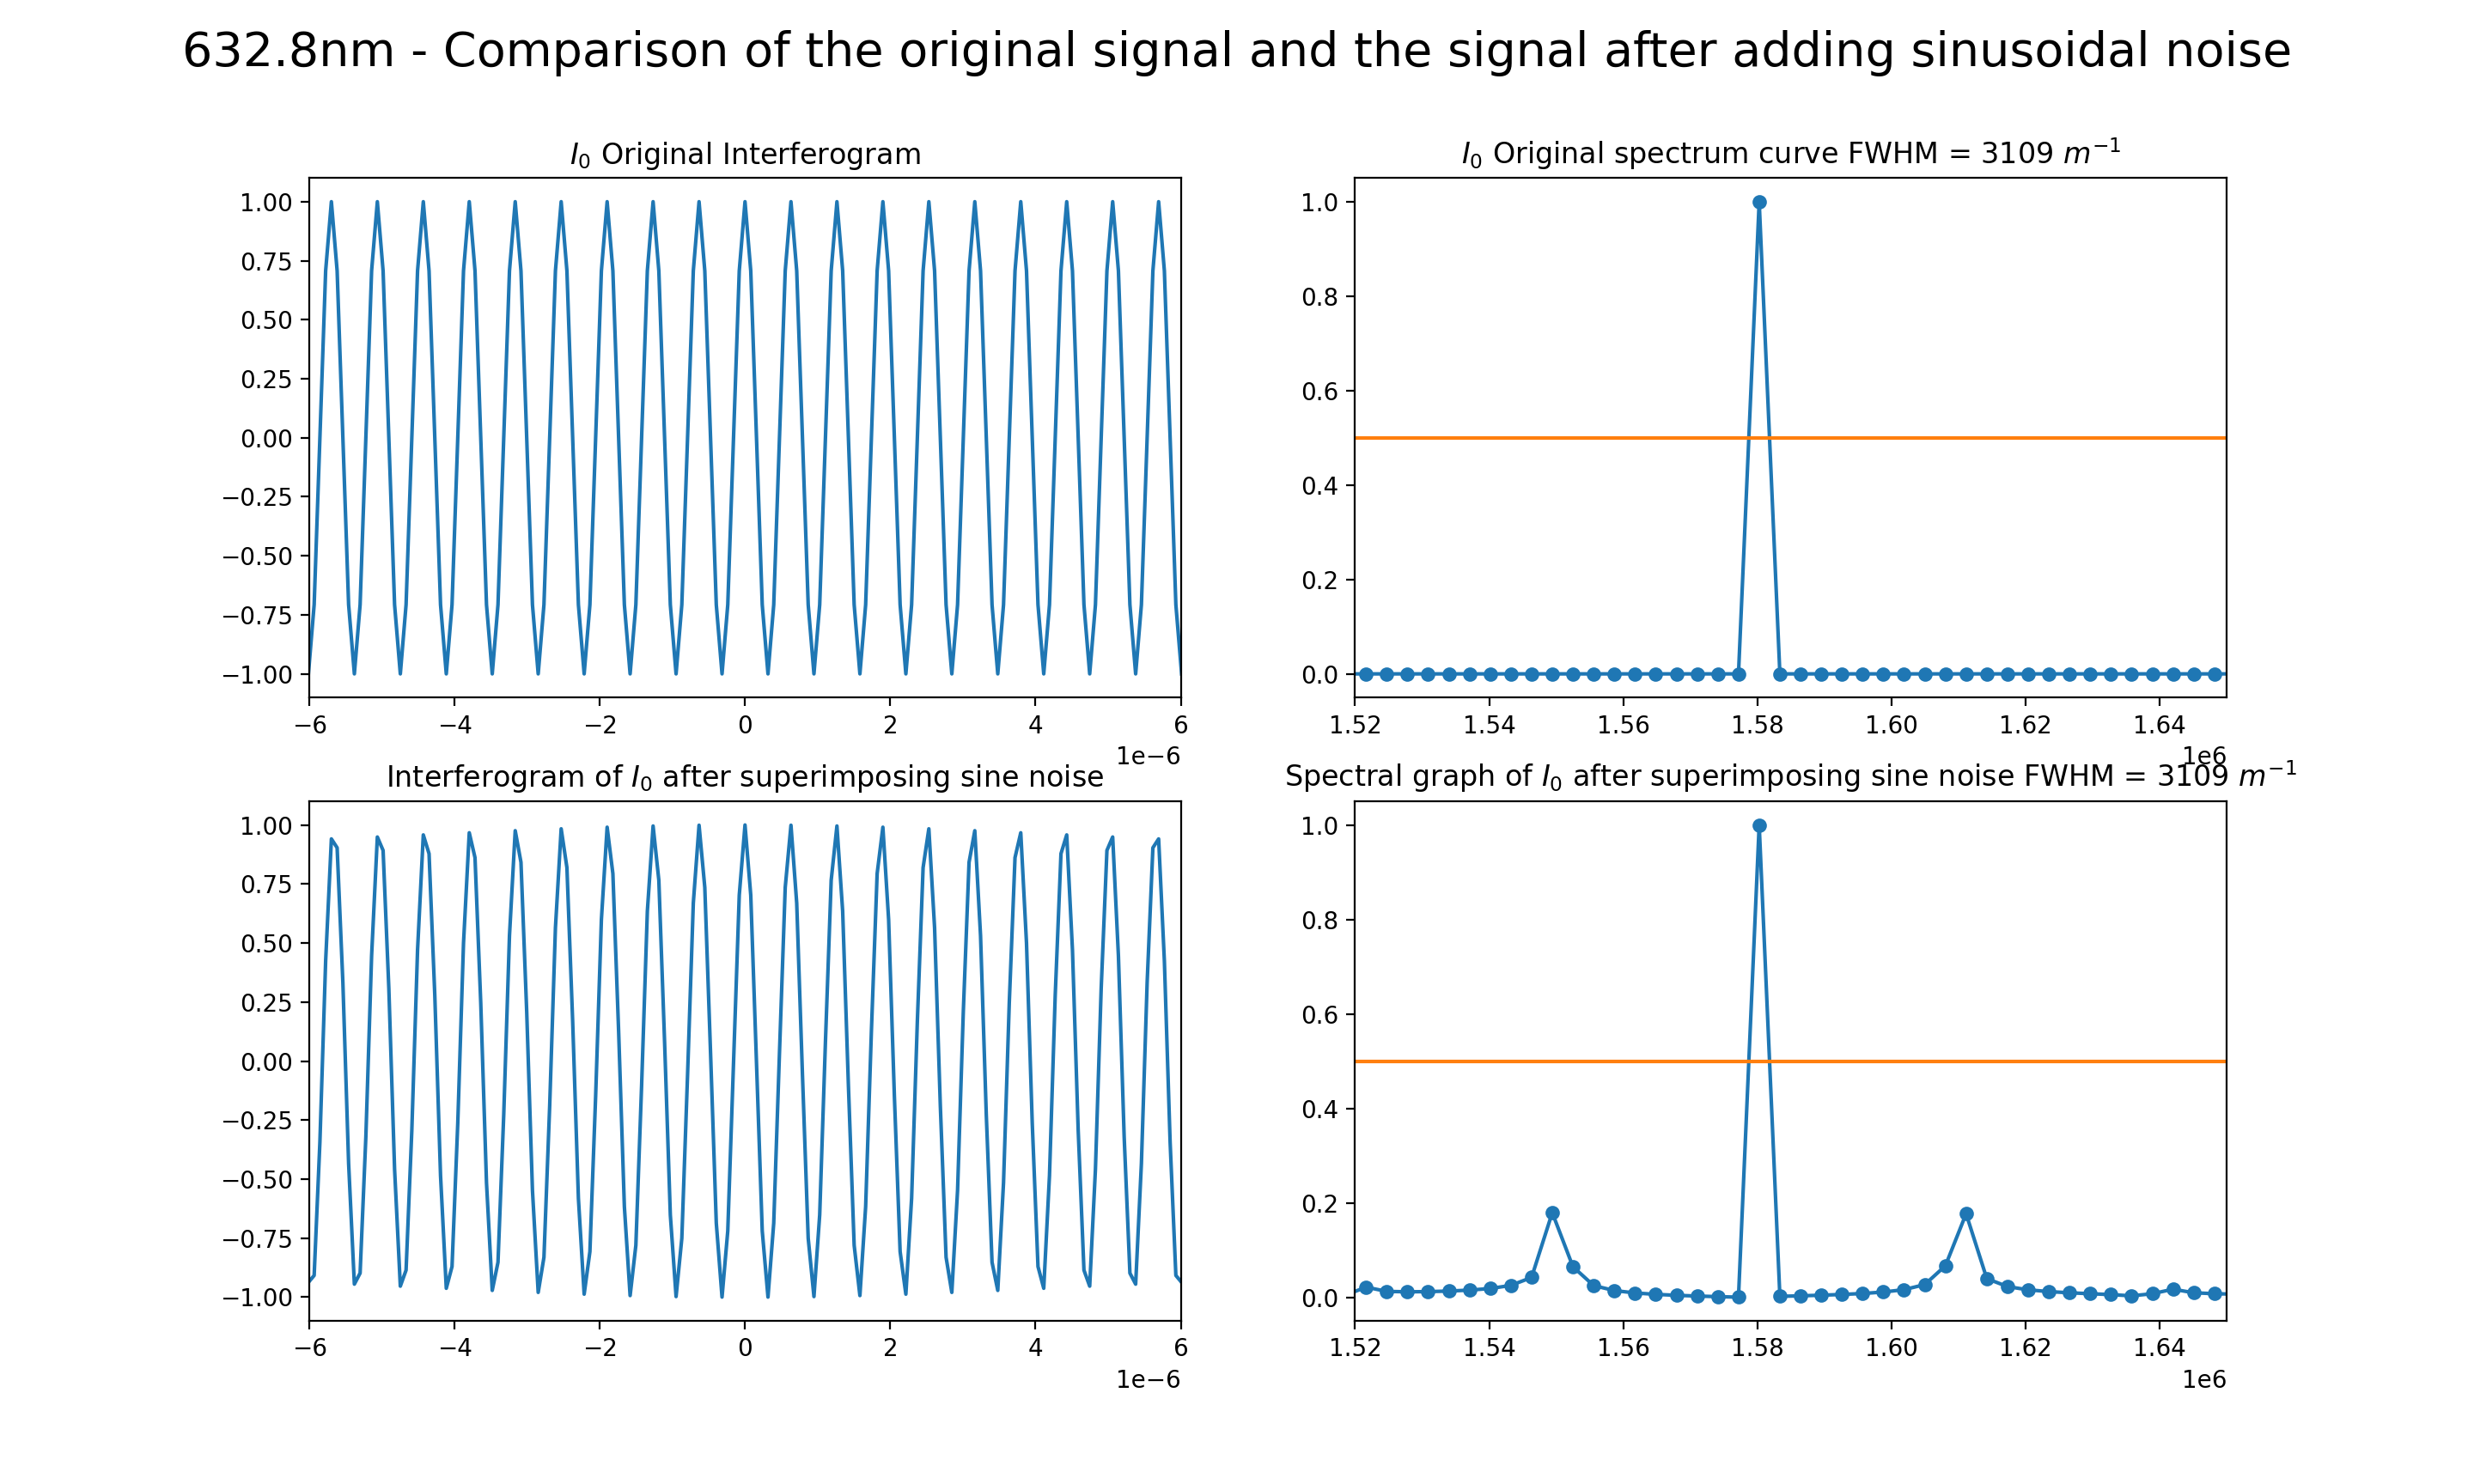 632.8nm - Comparison of the original signal and the signal after adding sinusoidal noise
I₀ Original Interferogram
1.00
0.75
0.50
0.25
0.00
−0.25
−0.50
−0.75
−1.00
−6 −4 −2 0 2 4 6
1e−6
I₀ Original spectrum curve FWHM = 3109 m⁻¹
1.0
0.8
0.6
0.4
0.2
0.0
1.52 1.54 1.56 1.58 1.60 1.62 1.64
1e6
Interferogram of I₀ after superimposing sine noise
1.00
0.75
0.50
0.25
0.00
−0.25
−0.50
−0.75
−1.00
−6 −4 −2 0 2 4 6
1e−6
Spectral graph of I₀ after superimposing sine noise FWHM = 3109 m⁻¹
1.0
0.8
0.6
0.4
0.2
0.0
1.52 1.54 1.56 1.58 1.60 1.62 1.64
1e6